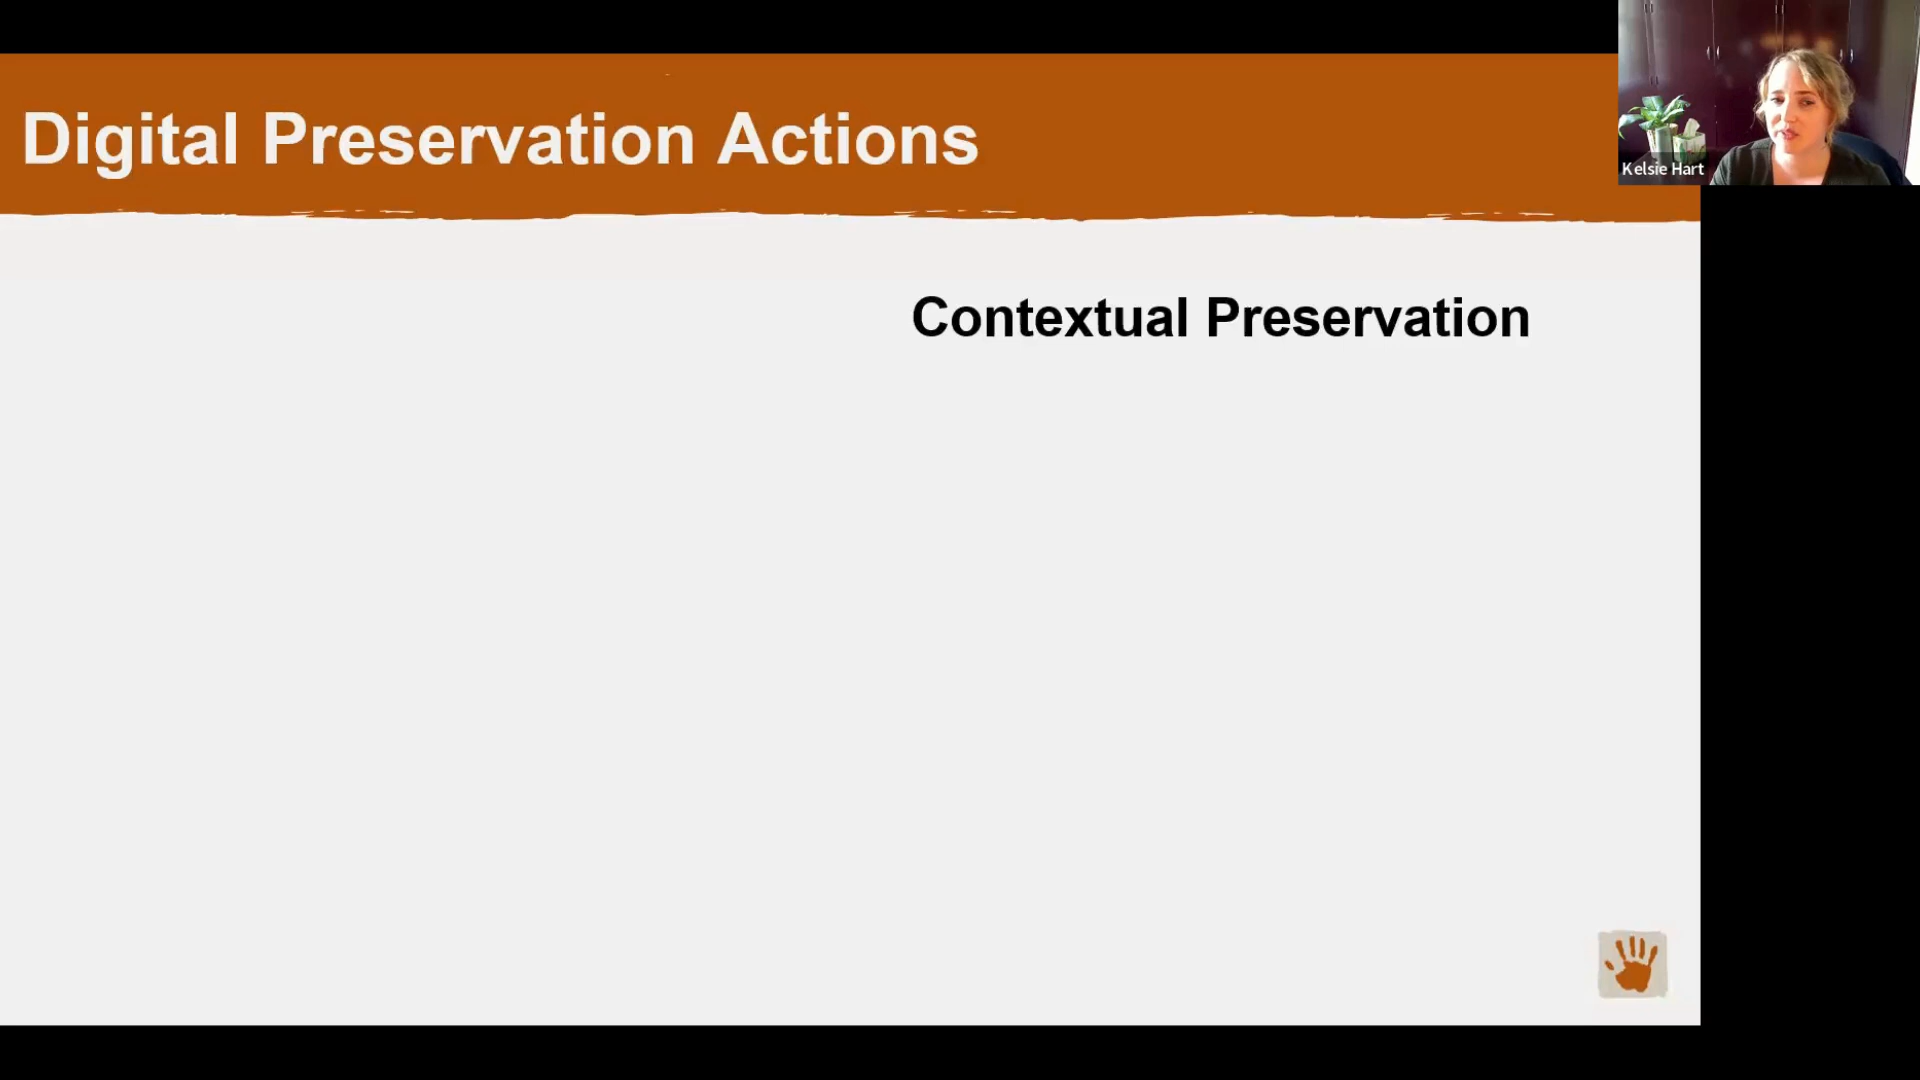 Digital Preservation Actions
Kelsie Hart
Contextual Preservation